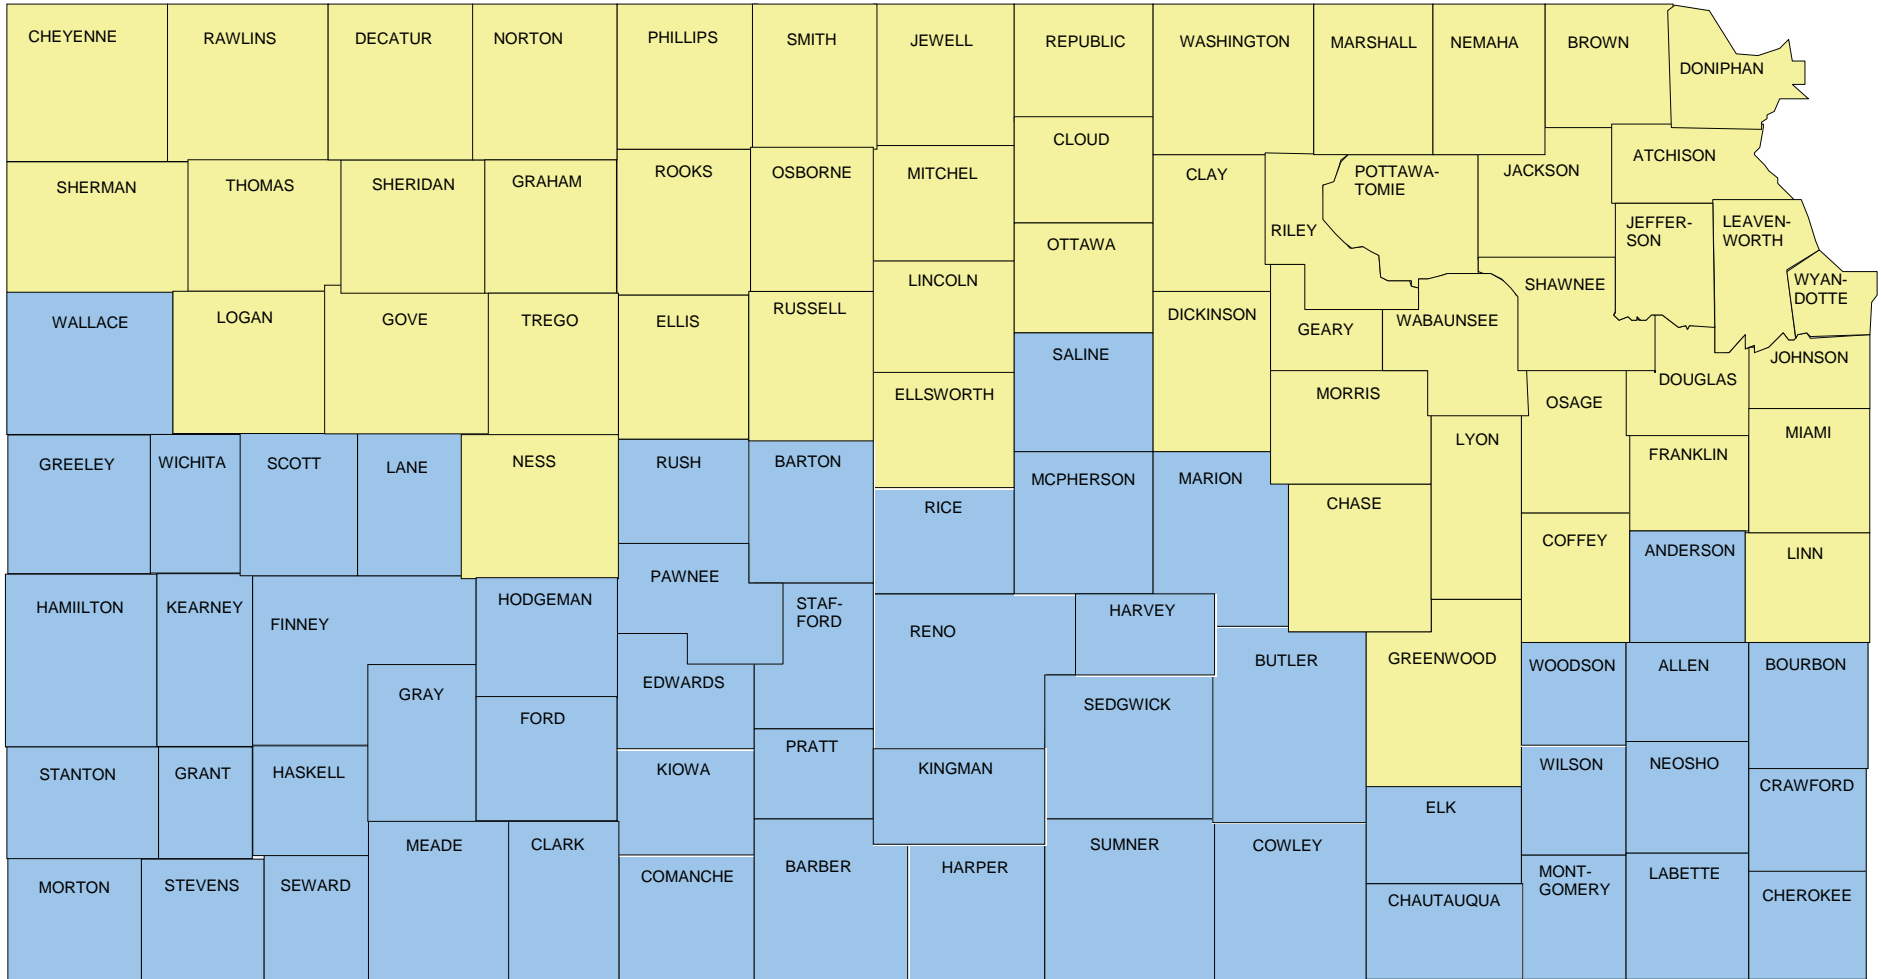 CHEYENNE
RAWLINS
DECATUR
NORTON
PHILLIPS
SMITH
JEWELL
REPUBLIC
WASHINGTON
MARSHALL
NEMAHA
BROWN
DONIPHAN
CLOUD
SHERMAN
THOMAS
SHERIDAN
GRAHAM
ROOKS
OSBORNE
MITCHEL
CLAY
RILEY
POTTAWA-
TOMIE
JACKSON
ATCHISON
JEFFER-
SON
LEAVEN-
WORTH
WYAN-
DOTTE
OTTAWA
LINCOLN
WALLACE
LOGAN
GOVE
TREGO
ELLIS
RUSSELL
DICKINSON
GEARY
WABAUNSEE
SHAWNEE
SALINE
ELLSWORTH
MORRIS
OSAGE
DOUGLAS
JOHNSON
LYON
FRANKLIN
MIAMI
GREELEY
WICHITA
SCOTT
LANE
NESS
RUSH
BARTON
RICE
MCPHERSON
MARION
CHASE
COFFEY
ANDERSON
LINN
HAMIILTON
KEARNEY
FINNEY
HODGEMAN
PAWNEE
STAF-
FORD
RENO
HARVEY
BUTLER
GREENWOOD
WOODSON
ALLEN
BOURBON
GRAY
FORD
EDWARDS
SEDGWICK
STANTON
GRANT
HASKELL
KIOWA
PRATT
KINGMAN
WILSON
NEOSHO
CRAWFORD
ELK
MEADE
CLARK
COMANCHE
BARBER
HARPER
SUMNER
COWLEY
MORTON
STEVENS
SEWARD
CHAUTAUQUA
MONT-
GOMERY
LABETTE
CHEROKEE